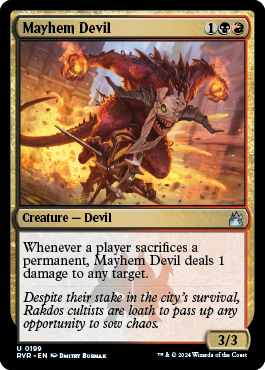 Mayhem Devil 1
Creature — Devil
Whenever a player sacrifices a
permanent, Mayhem Devil deals 1
damage to any target.
Despite their stake in the city's survival,
Rakdos cultists are loath to pass up any
opportunity to sow chaos.
3/3
U 0199
RVR • EN Dmitry Burmak ™ & © 2024 Wizards of the Coast